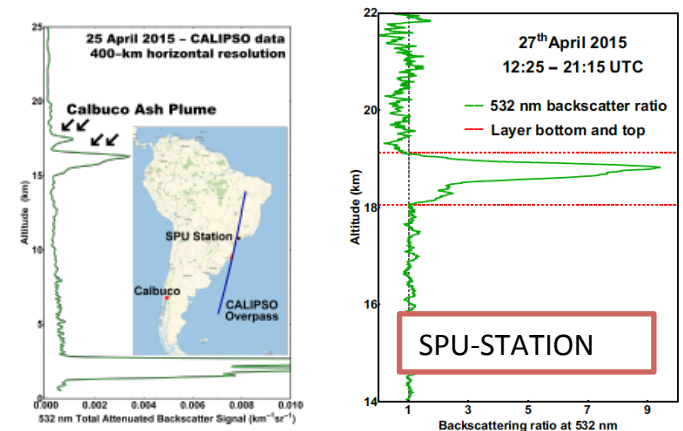 25 April 2015 – CALIPSO data
400–km horizontal resolution
Calbuco Ash Plume
SPU Station
Calbuco
CALIPSO
Overpass
Altitude (km)
25
20
15
10
5
0
0.000 0.002 0.004 0.006 0.008 0.010
532 nm Total Attenuated Backscatter Signal (km⁻¹sr⁻¹)
27th April 2015
12:25 – 21:15 UTC
532 nm backscatter ratio
Layer bottom and top
SPU-STATION
Altitude (km)
22
20
18
16
14
1 3 5 7 9
Backscattering ratio at 532 nm